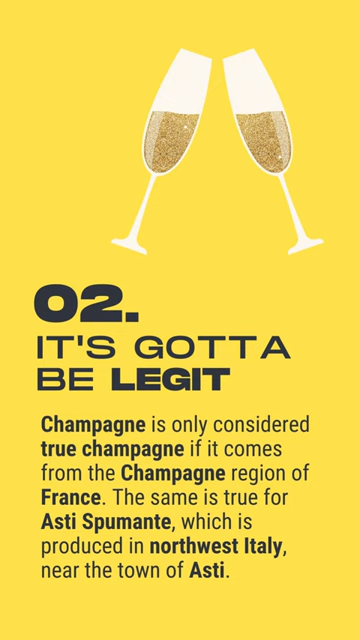 02.
IT'S GOTTA
BE LEGIT
Champagne is only considered
true champagne if it comes
from the Champagne region of
France. The same is true for
Asti Spumante, which is
produced in northwest Italy,
near the town of Asti.